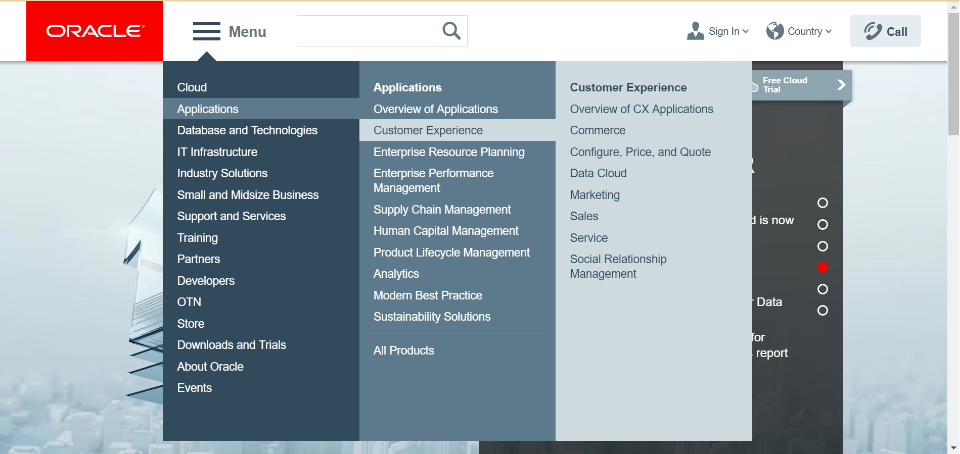 ORACLE
Menu
Sign In
Country
Call
Cloud
Applications
Database and Technologies
IT Infrastructure
Industry Solutions
Small and Midsize Business
Support and Services
Training
Partners
Developers
OTN
Store
Downloads and Trials
About Oracle
Events
Applications
Overview of Applications
Customer Experience
Enterprise Resource Planning
Enterprise Performance
Management
Supply Chain Management
Human Capital Management
Product Lifecycle Management
Analytics
Modern Best Practice
Sustainability Solutions
All Products
Customer Experience
Overview of CX Applications
Commerce
Configure, Price, and Quote
Data Cloud
Marketing
Sales
Service
Social Relationship
Management
Free Cloud
Trial
is now
Data
for
report